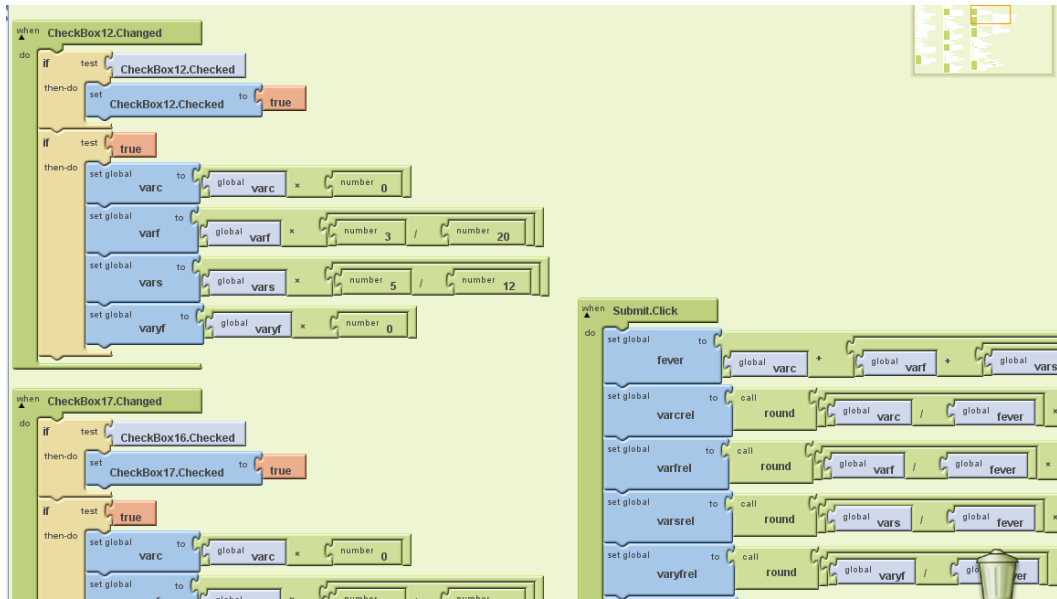 when CheckBox12.Changed
do if test CheckBox12.Checked
then-do set CheckBox12.Checked to true
if test true
then-do set global varc to global varc × number 0
set global varf to global varf × number 3 / number 20
set global vars to global vars × number 5 / number 12
set global varyf to global varyf × number 0
when CheckBox17.Changed
do if test CheckBox16.Checked
then-do set CheckBox17.Checked to true
if test true
then-do set global varc to global varc × number 0
set global to global number number
when Submit.Click
do set global fever to global varc + global varf + global vars
set global varcrel to call round global varc / global fever ×
set global varfrel to call round global varf / global fever ×
set global varsrel to call round global vars / global fever ×
set global varyfrel to call round global varyf /